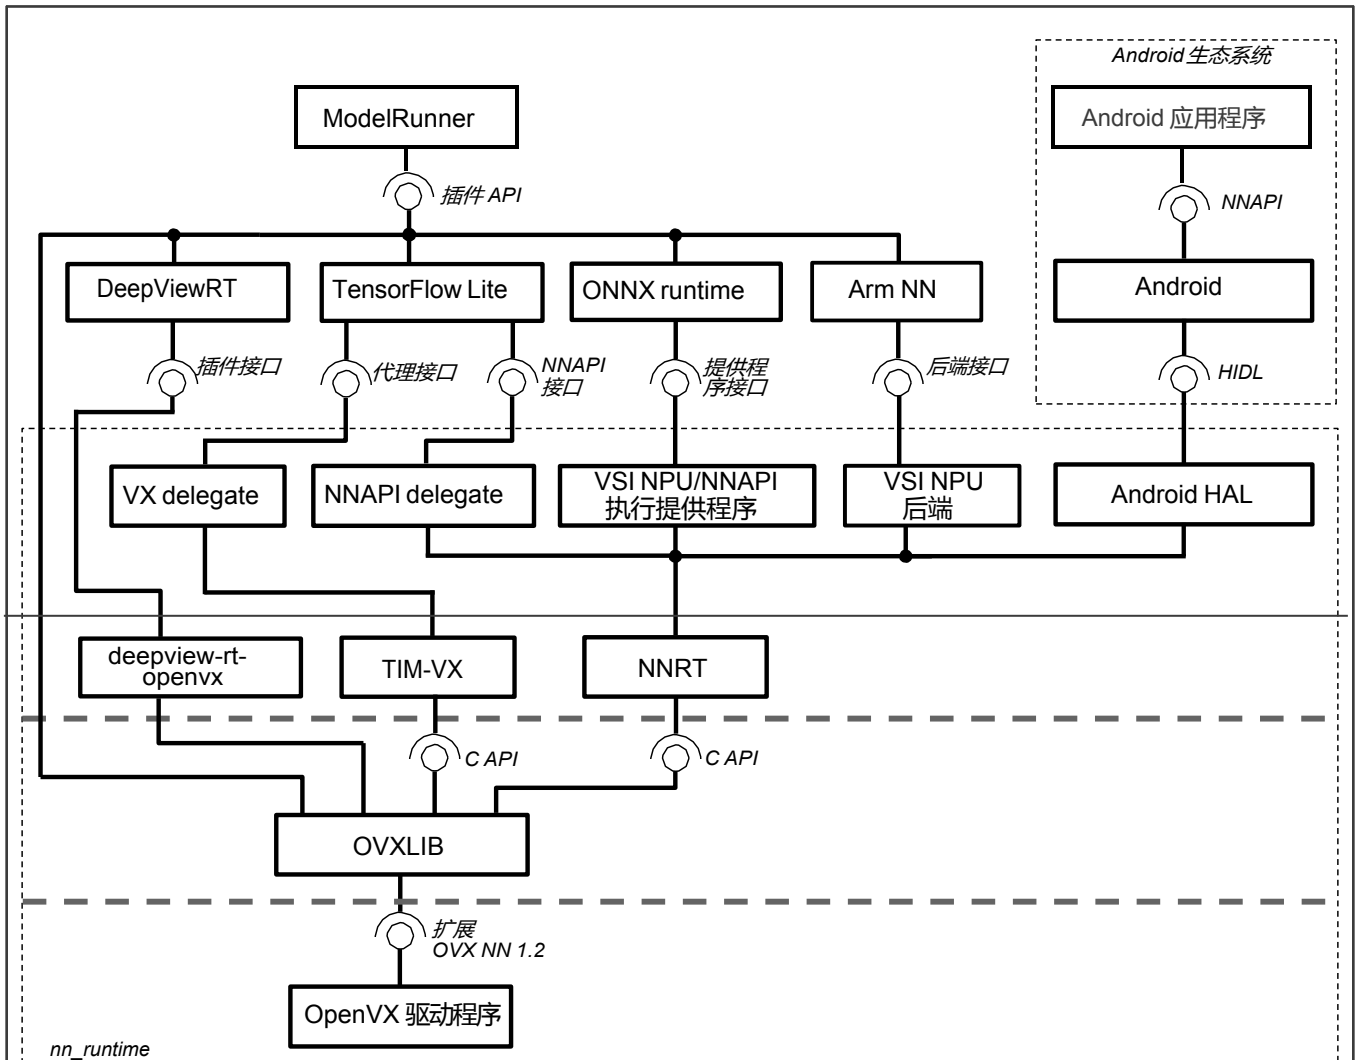 Android 生态系统
ModelRunner
Android 应用程序
插件 API
NNAPI
DeepViewRT
TensorFlow Lite
ONNX runtime
Arm NN
Android
插件接口
代理接口
NNAPI
接口
提供程
序接口
后端接口
HIDL
VX delegate
NNAPI delegate
VSI NPU/NNAPI
执行提供程序
VSI NPU
后端
Android HAL
deepview-rt-
openvx
TIM-VX
NNRT
C API
C API
OVXLIB
扩展
OVX NN 1.2
OpenVX 驱动程序
nn_runtime